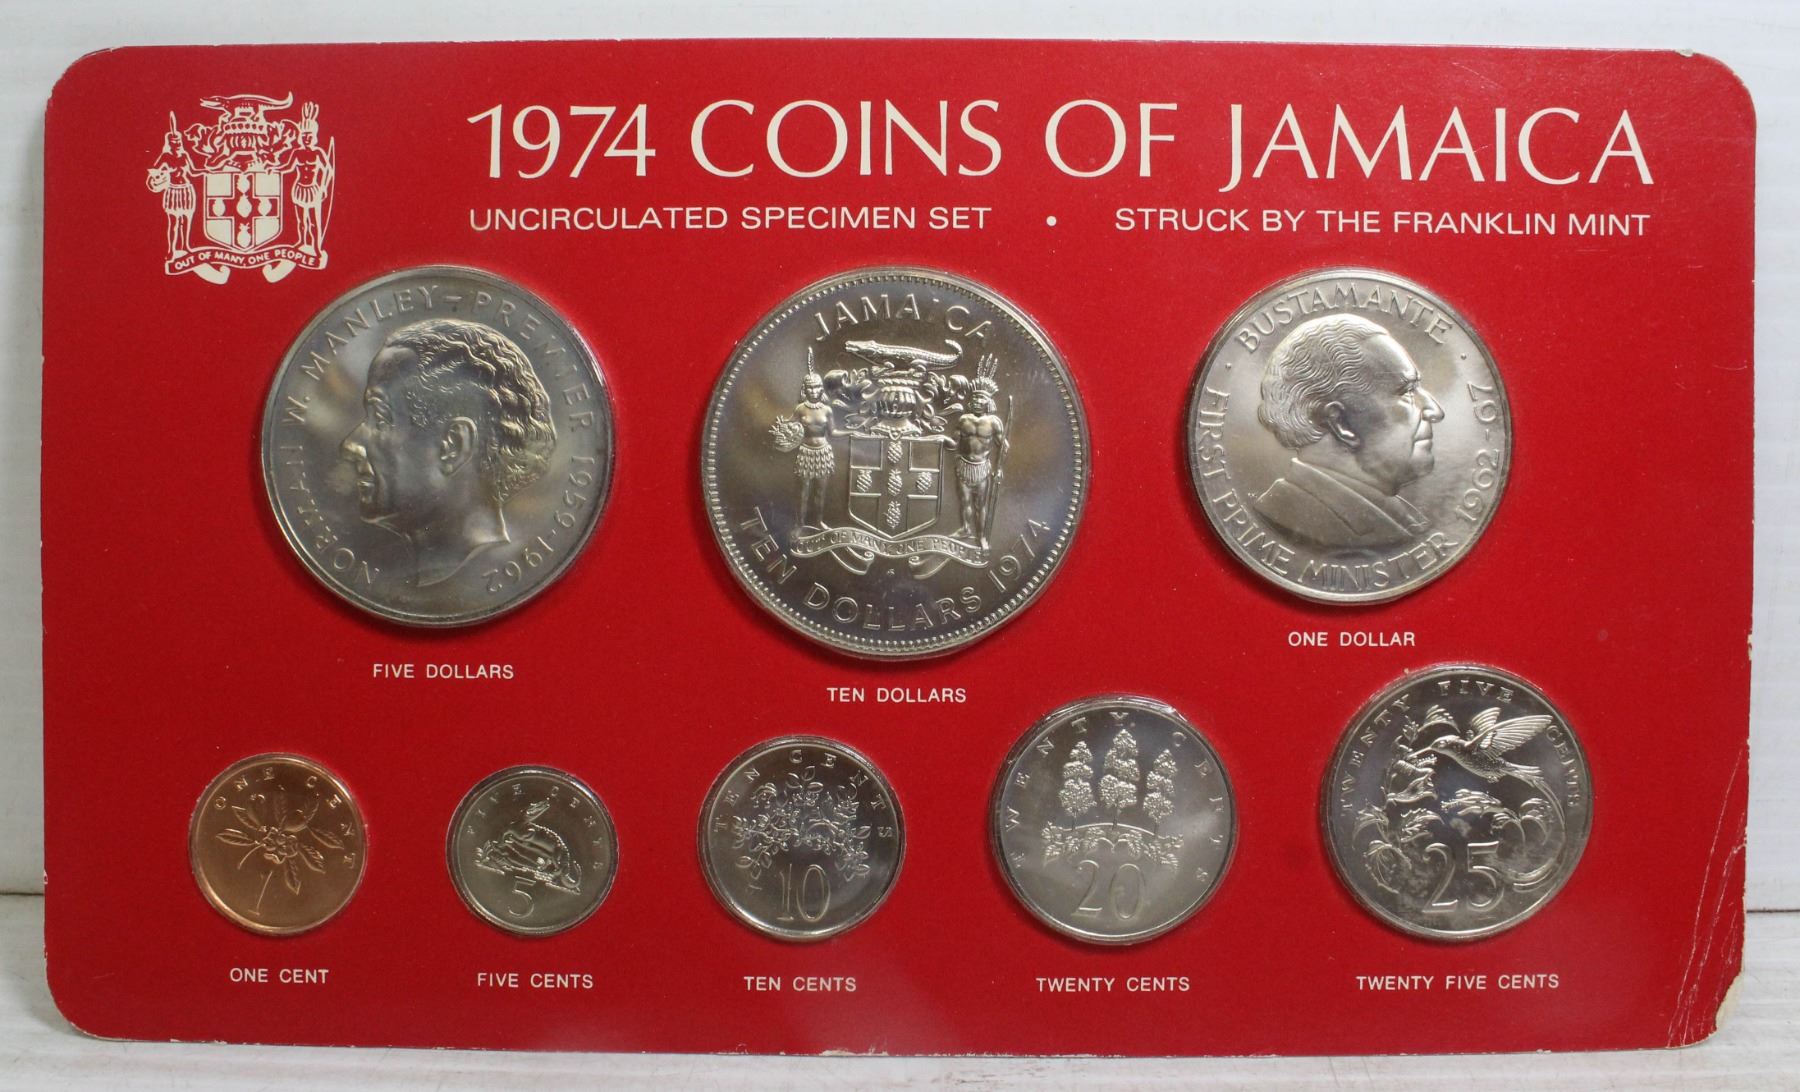 1974 COINS OF JAMAICA
UNCIRCULATED SPECIMEN SET • STRUCK BY THE FRANKLIN MINT
OUT OF MANY, ONE PEOPLE
NORMAN W. MANLEY-PREMIER 1959-1962
FIVE DOLLARS
JAMAICA
OUT OF MANY, ONE PEOPLE
TEN DOLLARS 1974
TEN DOLLARS
BUSTAMANTE
FIRST PRIME MINISTER 1962-67
ONE DOLLAR
ONE CENT
ONE CENT
FIVE CENTS
5
FIVE CENTS
TEN CENTS
10
TEN CENTS
TWENTY CENTS
20
TWENTY CENTS
TWENTY FIVE CENTS
25
TWENTY FIVE CENTS